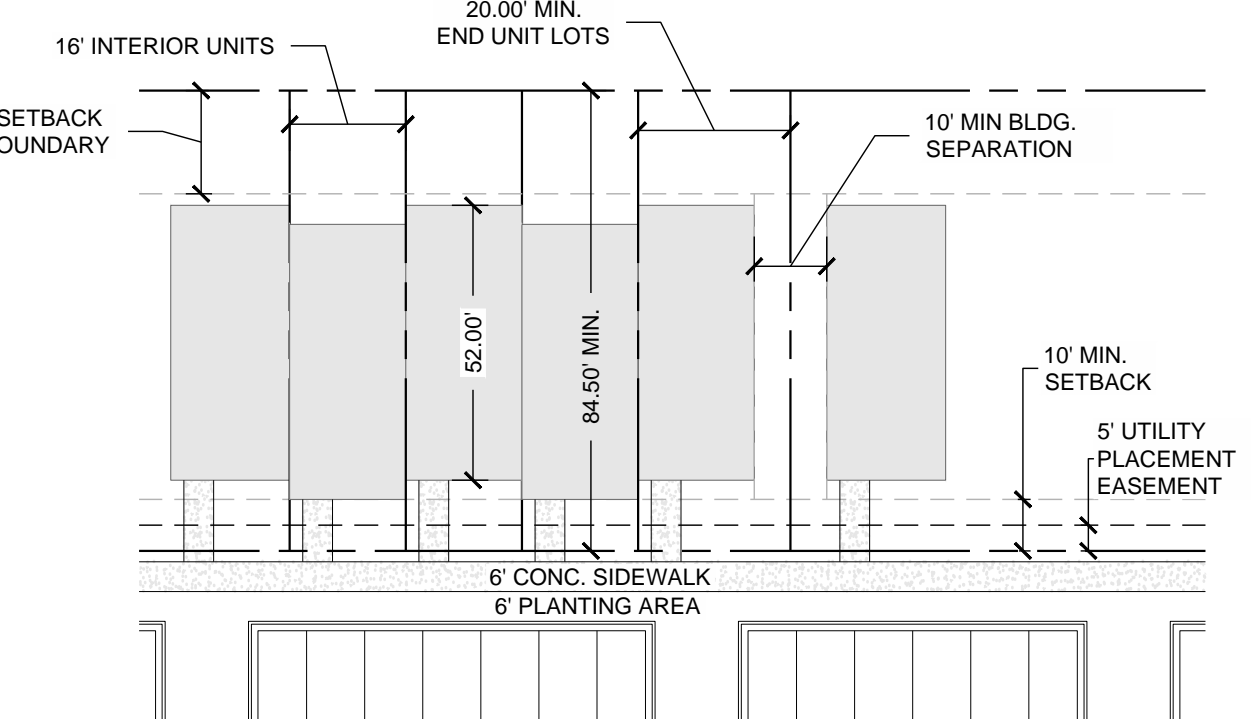 20.00' MIN.
END UNIT LOTS
16' INTERIOR UNITS
SETBACK
OUNDARY
10' MIN BLDG.
SEPARATION
52.00'
84.50' MIN.
10' MIN.
SETBACK
5' UTILITY
PLACEMENT
EASEMENT
6' CONC. SIDEWALK
6' PLANTING AREA